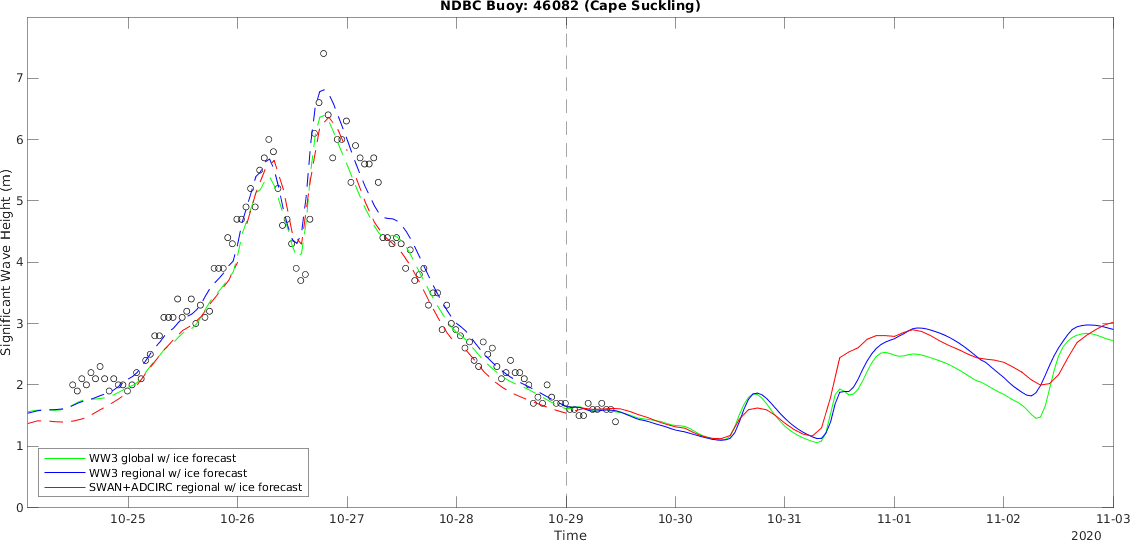 NDBC Buoy: 46082 (Cape Suckling)
Significant Wave Height (m)
7
6
5
4
3
2
1
0
WW3 global w/ ice forecast
WW3 regional w/ ice forecast
SWAN+ADCIRC regional w/ ice forecast
10-25 10-26 10-27 10-28 10-29 10-30 10-31 11-01 11-02 11-03
Time
2020